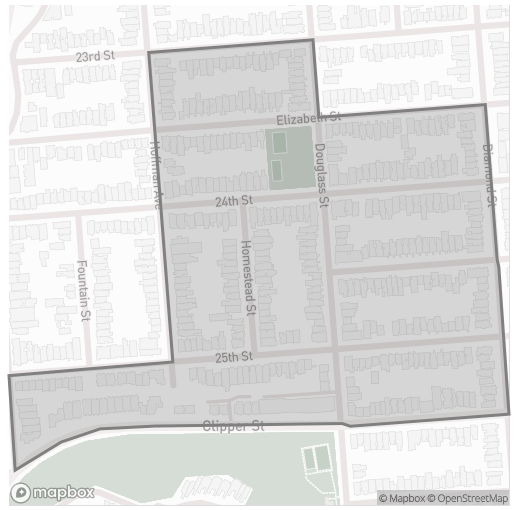 23rd St
Elizabeth St
Hoffman Ave
Douglass St
Diamond St
24th St
Fountain St
Homestead St
25th St
Clipper St
mapbox
© Mapbox © OpenStreetMap